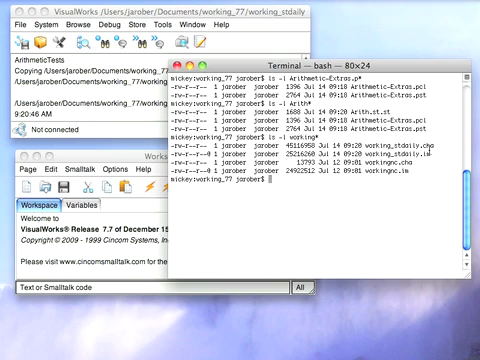 VisualWorks: /Users/jarober/Documents/working_77/working_stdaily
File System Browse Debug Store Tools Window Help
ArithmeticTests
Copying /Users/jarober/Documents/working_77
/Users/jarober/Documents/working_77/working
/Users/jarober/Documents/working_77/working
9:20:46 AM
Not connected
Terminal — bash — 80×24
mickey:working_77 jarober$ ls -l Arithmetic-Extras.p*
-rw-r--r-- 1 jarober jarober 1396 Jul 14 09:18 Arithmetic-Extras.pcl
-rw-r--r-- 1 jarober jarober 2764 Jul 14 09:18 Arithmetic-Extras.pst
mickey:working_77 jarober$ ls -l Arith*
-rw-r--r-- 1 jarober jarober 1688 Jul 14 09:20 Arith.st.st
-rw-r--r-- 1 jarober jarober 1396 Jul 14 09:18 Arithmetic-Extras.pcl
-rw-r--r-- 1 jarober jarober 2764 Jul 14 09:18 Arithmetic-Extras.pst
mickey:working_77 jarober$ ls -l working*
-rw-r--r--@ 1 jarober jarober 45116958 Jul 14 09:20 working_stdaily.cha
-rw-r--r--@ 1 jarober jarober 25216260 Jul 14 09:20 working_stdaily.im
-rw-r--r--@ 1 jarober jarober 13793 Jul 12 09:01 workingnc.cha
-rw-r--r--@ 1 jarober jarober 24922512 Jul 12 09:01 workingnc.im
mickey:working_77 jarober$
Page Edit Smalltalk Options
Workspace Variables
Welcome to
VisualWorks® Release 7.7 of December 15
Copyright © 2009 - 1999 Cincom Systems, In
Please visit www.cincomsmalltalk.com for the
Text or Smalltalk code All